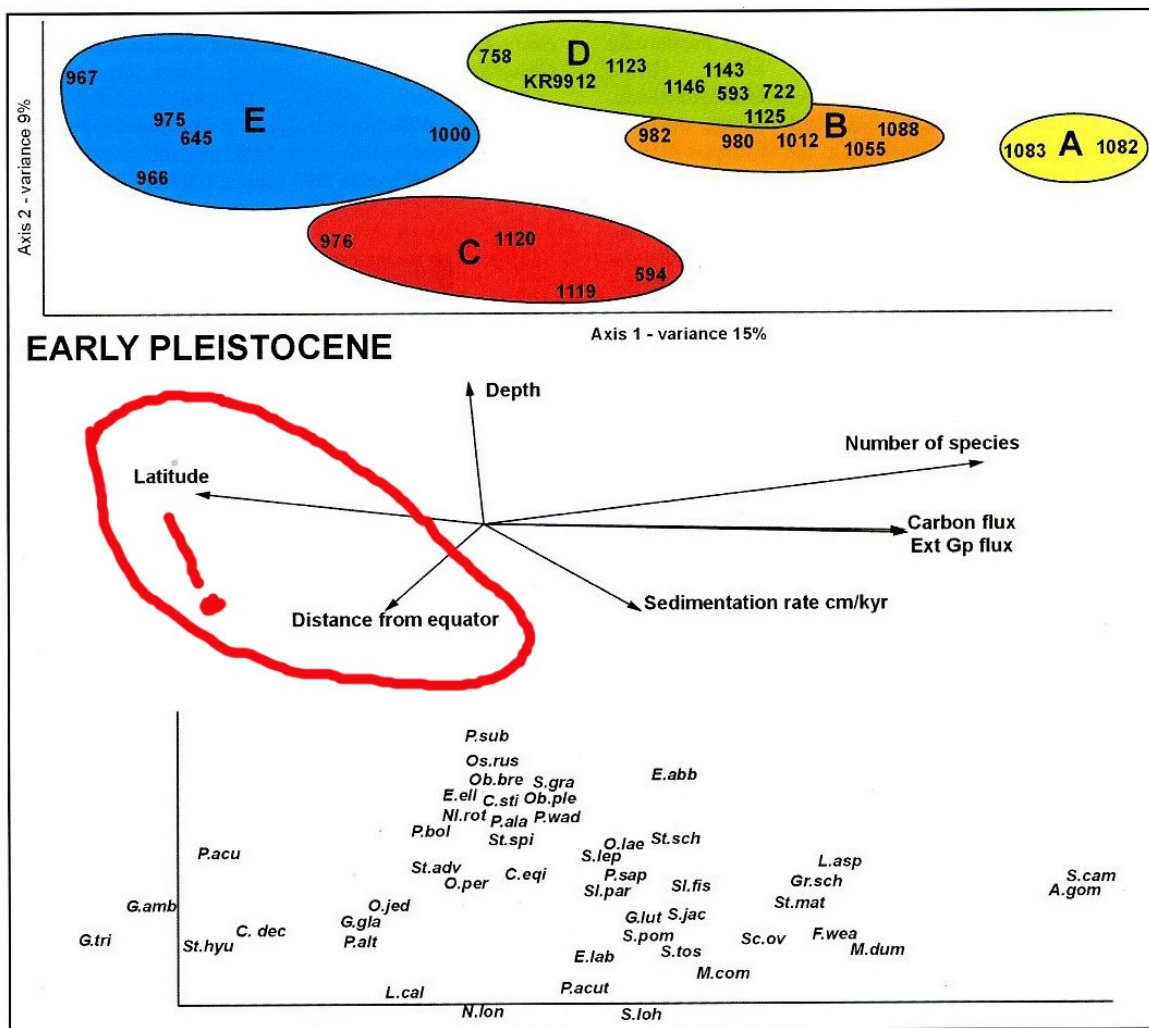 Axis 2 - variance 9%
967
975
645
966
E
1000
758
D
1123
KR9912
1143
1146
593
722
1125
982
980
1012
B
1088
1055
1083
A
1082
976
C
1120
1119
594
Axis 1 - variance 15%
EARLY PLEISTOCENE
Depth
Number of species
Latitude
Carbon flux
Ext Gp flux
!
Sedimentation rate cm/kyr
Distance from equator
P.sub
Os.rus
Ob.bre
S.gra
E.abb
E.ell
C.sti
Ob.ple
Nl.rot
P.ala
P.wad
P.bol
St.spi
O.lae
St.sch
P.acu
S.lep
L.asp
St.adv
C.eqi
P.sap
S.cam
O.per
Sl.par
Sl.fis
Gr.sch
A.gom
G.amb
O.jed
St.mat
G.gla
G.lut
S.jac
G.tri
St.hyu
C. dec
P.alt
S.pom
Sc.ov
F.wea
E.lab
S.tos
M.dum
M.com
L.cal
P.acut
N.lon
S.loh